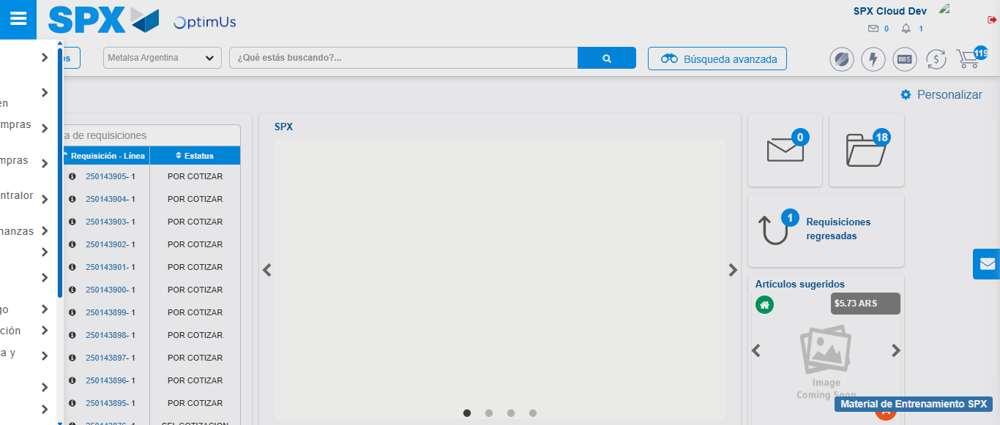 SPX
OptimUs
SPX Cloud Dev
0
1
os
Metalsa Argentina
¿Qué estás buscando?...
Búsqueda avanzada
119
Personalizar
én
mpras
mpras
ntralor
nanzas
go
ción
ra y
a de requisiciones
Requisición - Línea Estatus
250143905- 1 POR COTIZAR
250143904- 1 POR COTIZAR
250143903- 1 POR COTIZAR
250143902- 1 POR COTIZAR
250143901- 1 POR COTIZAR
250143900- 1 POR COTIZAR
250143899- 1 POR COTIZAR
250143898- 1 POR COTIZAR
250143897- 1 POR COTIZAR
250143896- 1 POR COTIZAR
250143895- 1 POR COTIZAR
SPX
0
18
1
Requisiciones
regresadas
Artículos sugeridos
$5.73 ARS
Image
Coming Soon
Material de Entrenamiento SPX